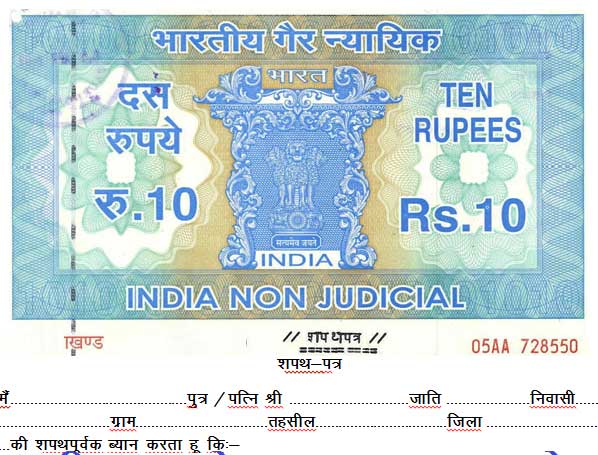 भारतीय गैर न्यायिक
भारत
दस
रुपये
रु.10
TEN
RUPEES
Rs.10
सत्यमेव जयते
INDIA
INDIA NON JUDICIAL
// शपथपत्र //
05AA 728550
शपथ–पत्र
मैं.................................पुत्र / पत्नि श्री ......................जाति ................निवासी.....
.........................ग्राम.........................तहसील........................जिला......................
...की शपथपूर्वक ब्यान करता हू किः–